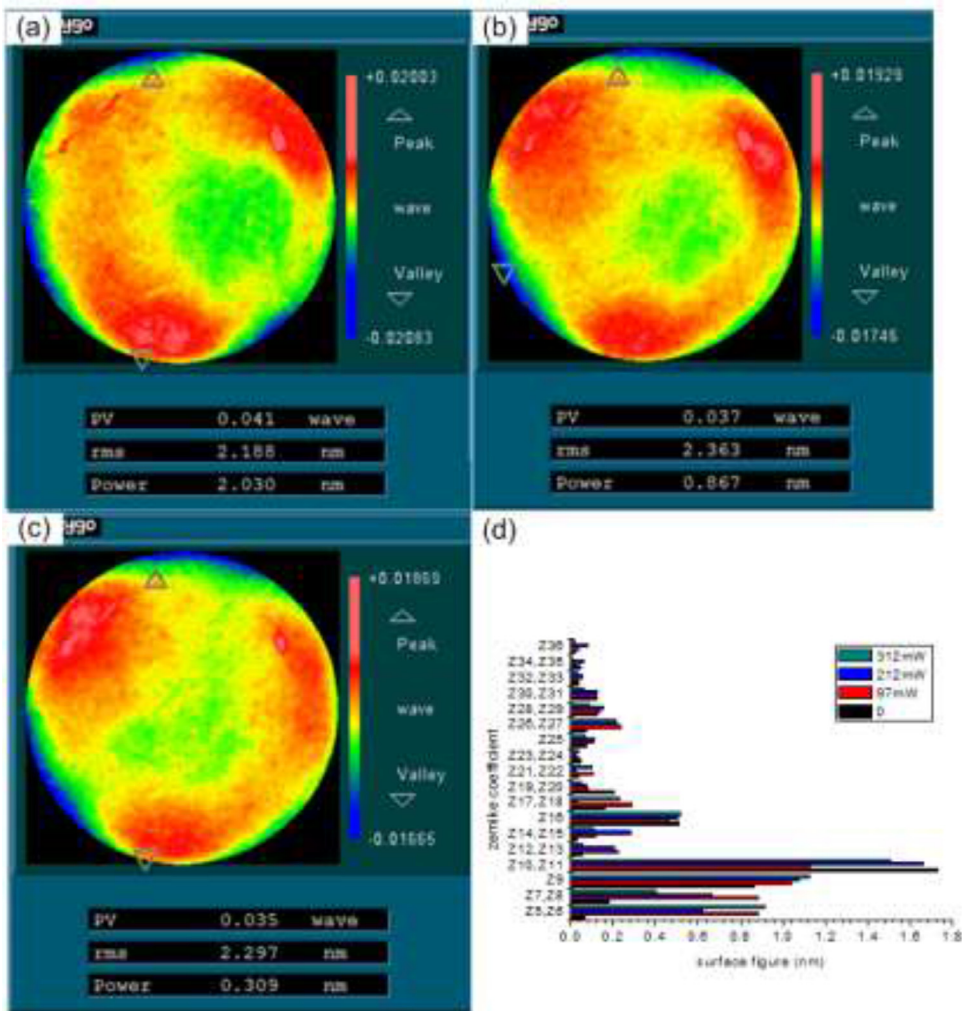 (a)
+0.02003
Peak
wave
Valley
-0.02083
PV 0.041 wave
rms 2.188 nm
Power 2.030 nm
(b)
+0.01929
Peak
wave
Valley
-0.01746
PV 0.037 wave
rms 2.363 nm
Power 0.867 nm
(c)
+0.01869
Peak
wave
Valley
-0.01665
PV 0.035 wave
rms 2.297 nm
Power 0.309 nm
(d)
312mW
212mW
97mW
0
zernike coefficient
Z36
Z34,Z35
Z32,Z33
Z30,Z31
Z28,Z29
Z26,Z27
Z25
Z23,Z24
Z21,Z22
Z19,Z20
Z17,Z18
Z16
Z14,Z15
Z12,Z13
Z10,Z11
Z9
Z7,Z8
Z5,Z6
0.0 0.2 0.4 0.6 0.8 1.0 1.2 1.4 1.6 1.8
surface figure (nm)